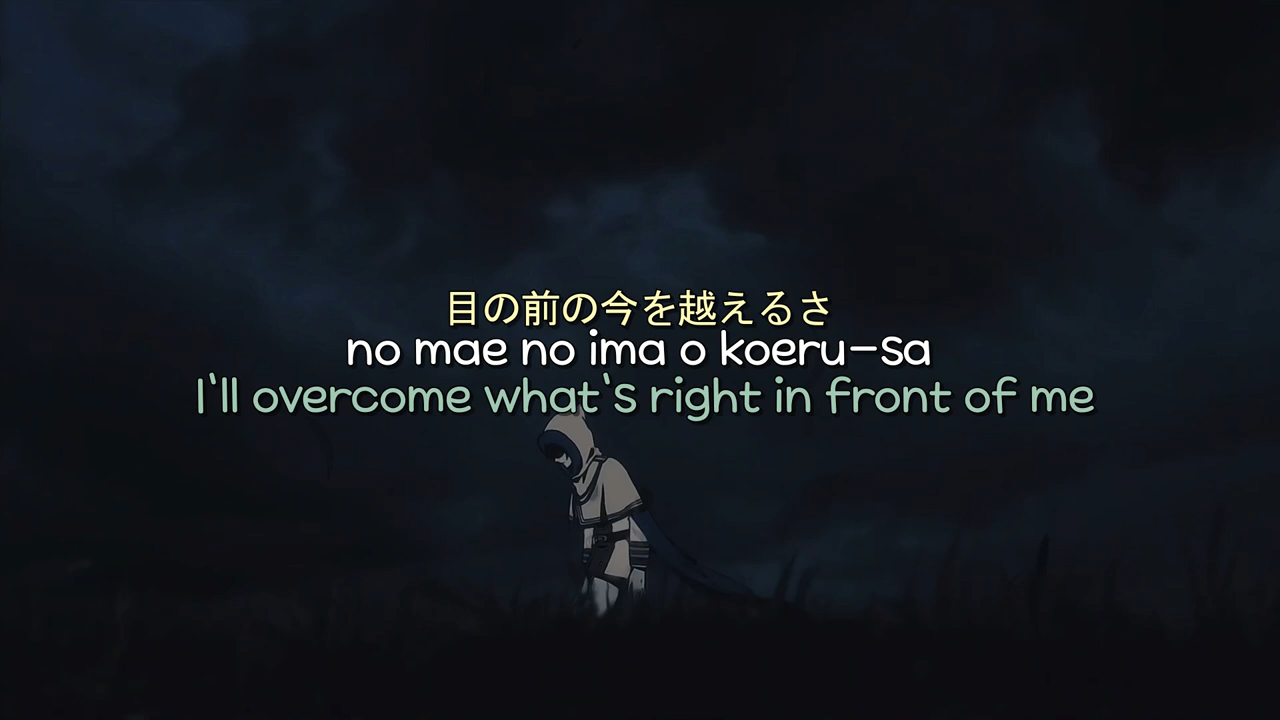 目の前の今を越えるさ
no mae no ima o koeru-sa
I'll overcome what's right in front of me